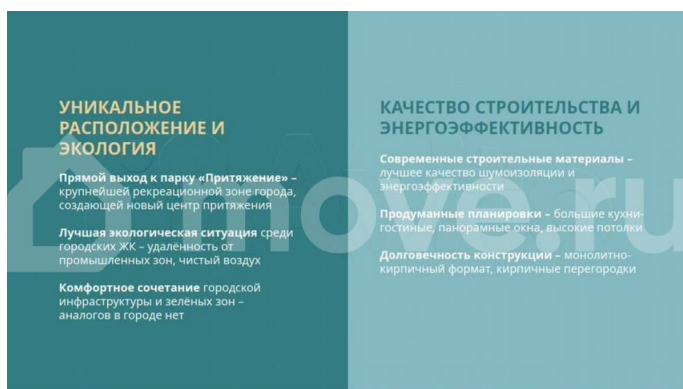 УНИКАЛЬНОЕ
РАСПОЛОЖЕНИЕ И
ЭКОЛОГИЯ
Прямой выход к парку «Притяжение» –
крупнейшей рекреационной зоне города,
создающей новый центр притяжения
Лучшая экологическая ситуация среди
городских ЖК – удалённость от
промышленных зон, чистый воздух
Комфортное сочетание городской
инфраструктуры и зелёных зон –
аналогов в городе нет
КАЧЕСТВО СТРОИТЕЛЬСТВА И
ЭНЕРГОЭФФЕКТИВНОСТЬ
Современные строительные материалы –
лучшее качество шумоизоляции и
энергоэффективности
Продуманные планировки – большие кухни-
гостиные, панорамные окна, высокие потолки
Долговечность конструкции – монолитно-
кирпичный формат, кирпичные перегородки
move.ru